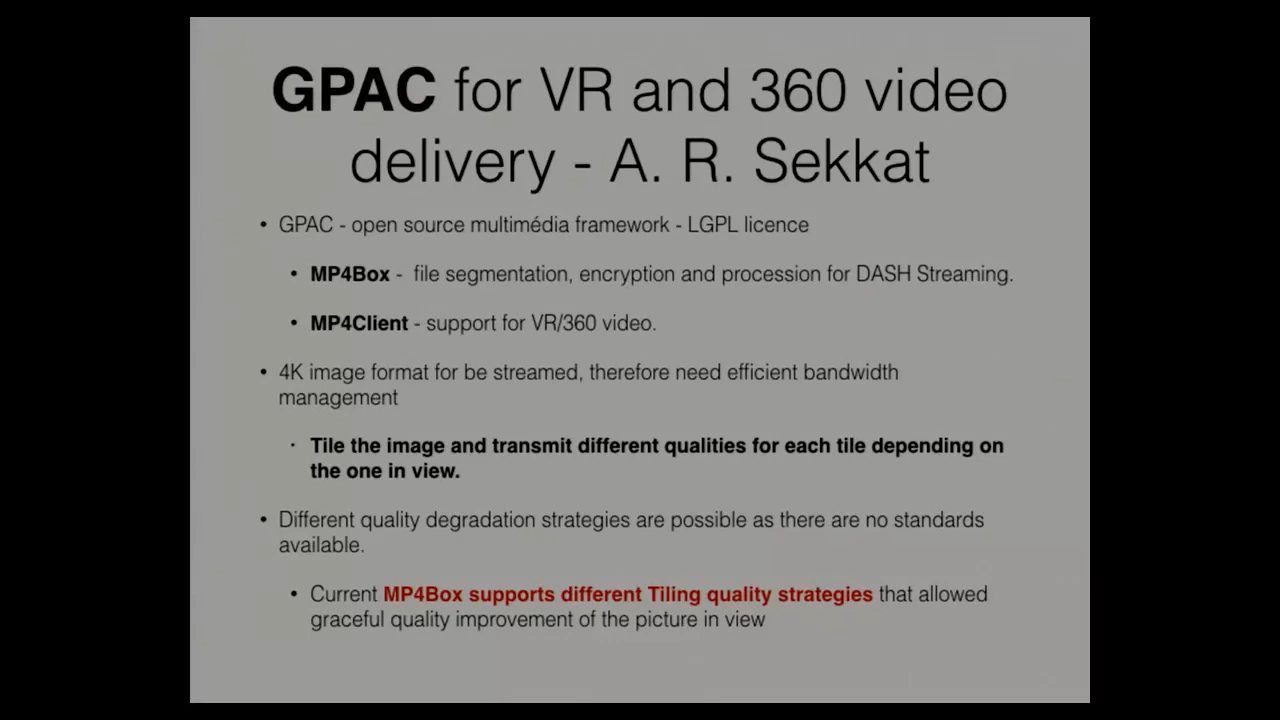 GPAC for VR and 360 video
delivery - A. R. Sekkat
• GPAC - open source multimédia framework - LGPL licence
• MP4Box - file segmentation, encryption and procession for DASH Streaming.
• MP4Client - support for VR/360 video.
• 4K image format for be streamed, therefore need efficient bandwidth
management
• Tile the image and transmit different qualities for each tile depending on
the one in view.
• Different quality degradation strategies are possible as there are no standards
available.
• Current MP4Box supports different Tiling quality strategies that allowed
graceful quality improvement of the picture in view